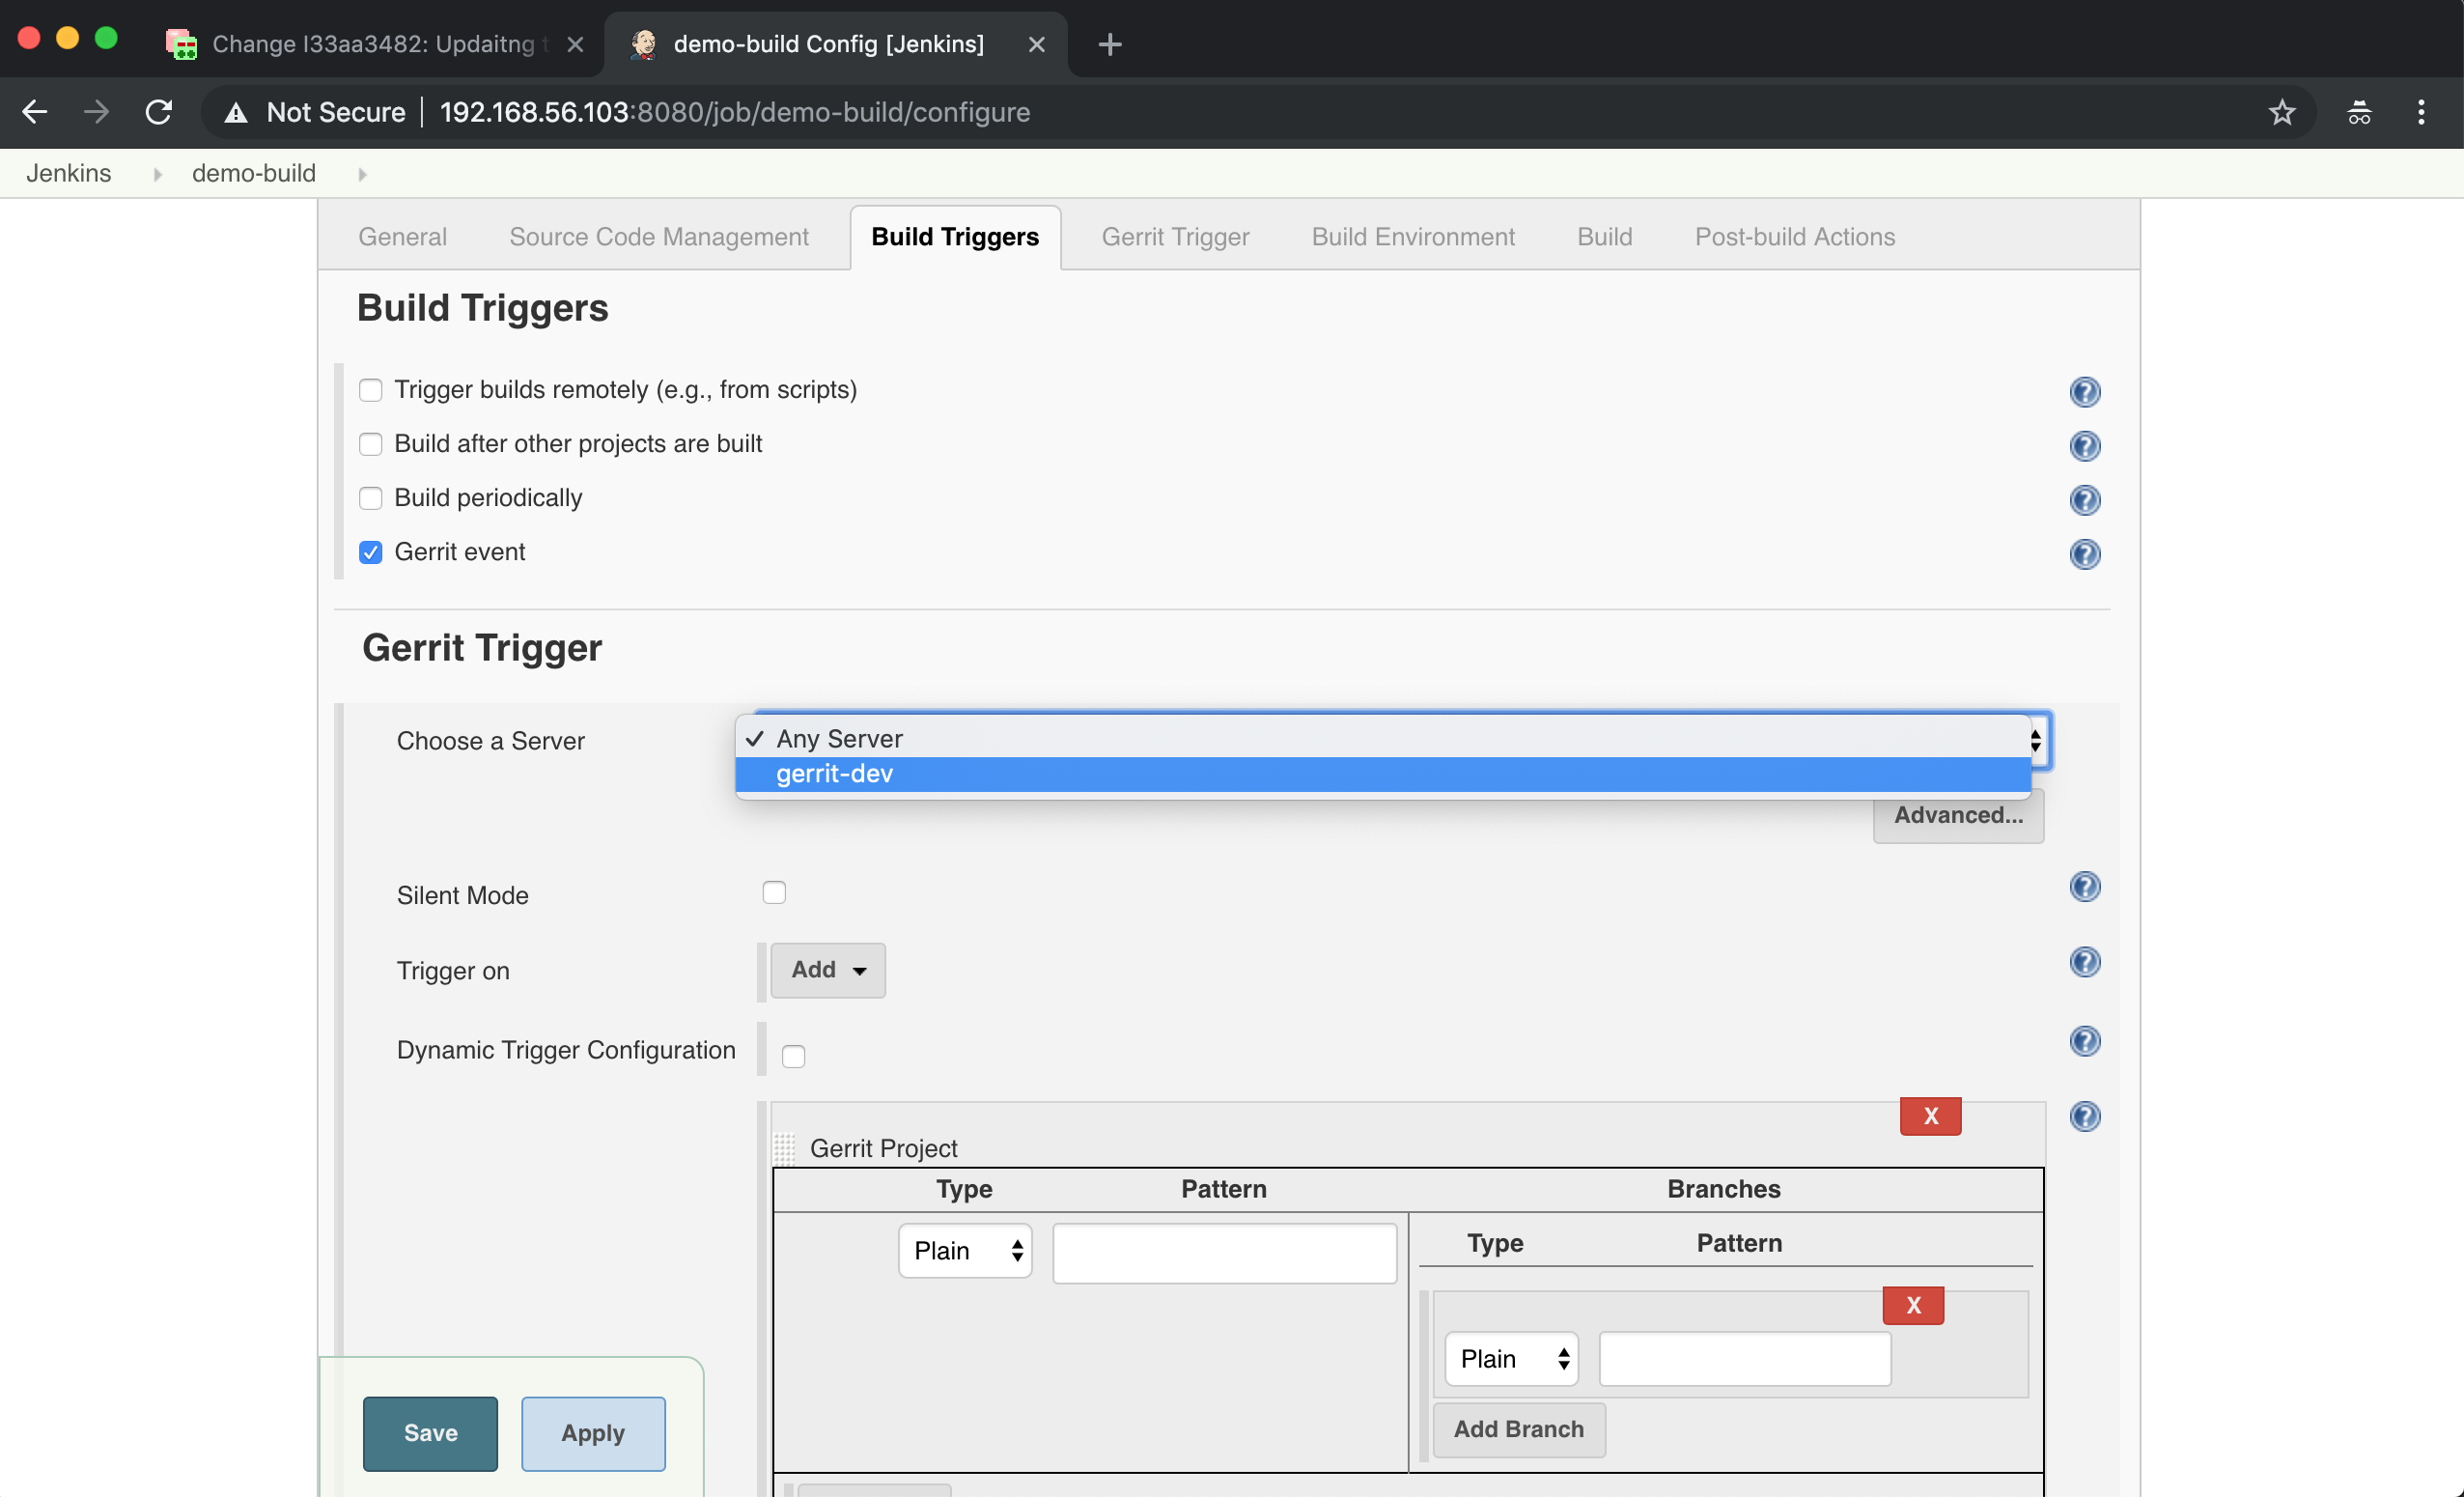 Change I33aa3482: Updaitng t
demo-build Config [Jenkins]
Not Secure 192.168.56.103:8080/job/demo-build/configure
Jenkins demo-build
General Source Code Management Build Triggers Gerrit Trigger Build Environment Build Post-build Actions
Build Triggers
Trigger builds remotely (e.g., from scripts)
Build after other projects are built
Build periodically
Gerrit event
Gerrit Trigger
Choose a Server
Any Server
gerrit-dev
Advanced...
Silent Mode
Trigger on
Add
Dynamic Trigger Configuration
X
Gerrit Project
Type Pattern Branches
Plain
Type Pattern
X
Plain
Add Branch
Save Apply